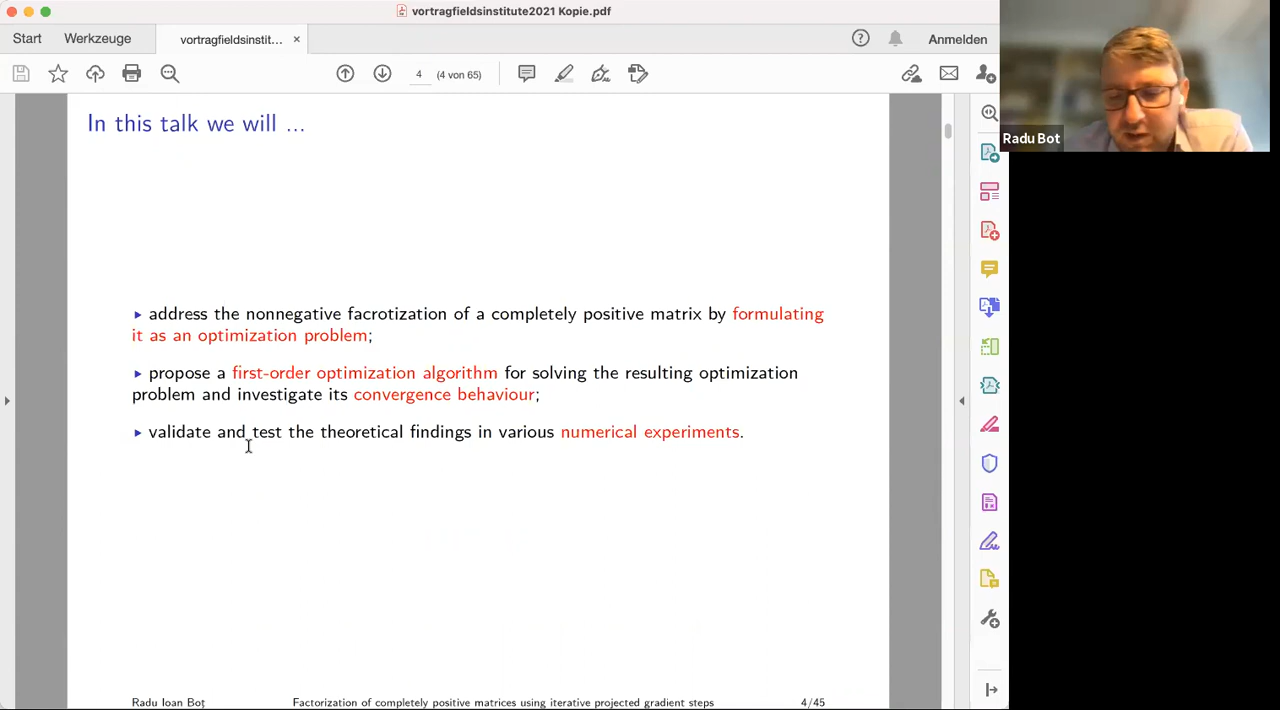 vortragfieldsinstitute2021 Kopie.pdf
Start Werkzeuge vortragfieldsinstit... × Anmelden
4 (4 von 65)
In this talk we will ...
Radu Bot
▸ address the nonnegative facrotization of a completely positive matrix by formulating
it as an optimization problem;
▸ propose a first-order optimization algorithm for solving the resulting optimization
problem and investigate its convergence behaviour;
▸ validate and test the theoretical findings in various numerical experiments.
Radu Ioan Boţ Factorization of completely positive matrices using iterative projected gradient steps 4/45